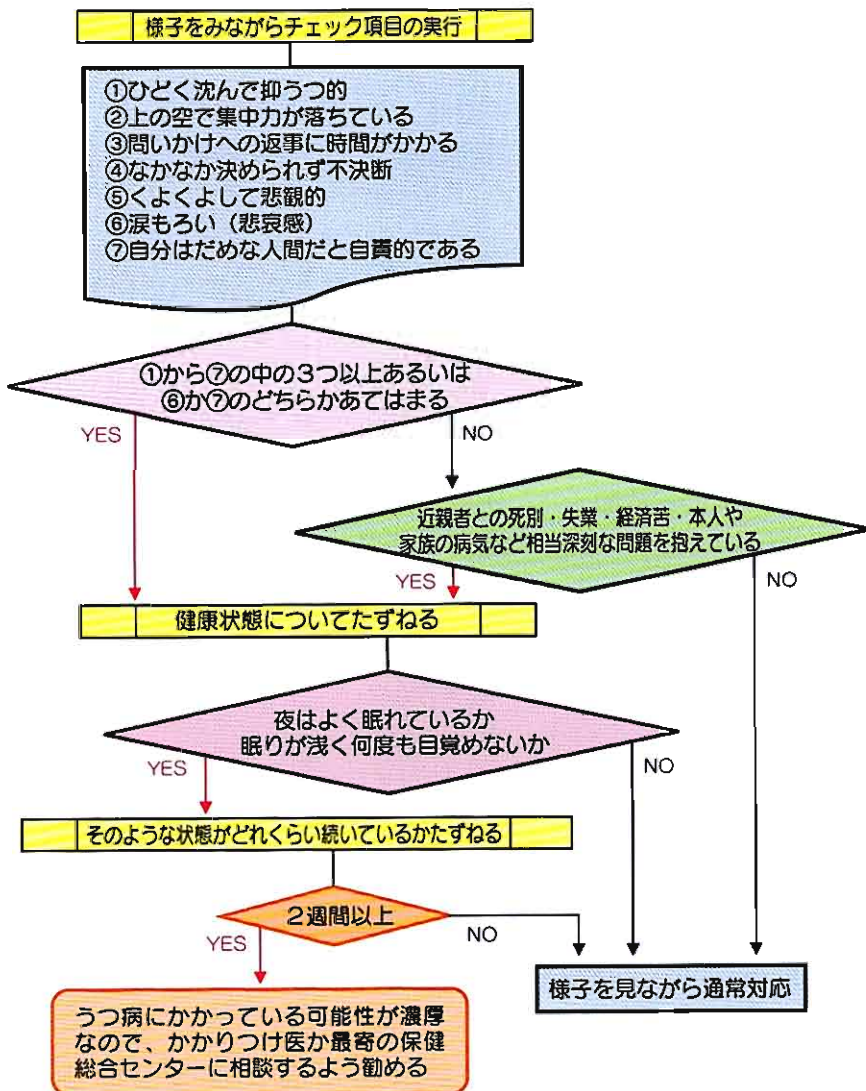 様子をみながらチェック項目の実行
①ひどく沈んで抑うつ的
②上の空で集中力が落ちている
③問いかけへの返事に時間がかかる
④なかなか決められず不決断
⑤くよくよして悲観的
⑥涙もろい（悲哀感）
⑦自分はだめな人間だと自責的である
①から⑦の中の３つ以上あるいは
⑥か⑦のどちらかあてはまる
YES
NO
近親者との死別・失業・経済苦・本人や
家族の病気など相当深刻な問題を抱えている
YES
NO
健康状態についてたずねる
夜はよく眠れているか
眠りが浅く何度も目覚めないか
YES
NO
そのような状態がどれくらい続いているかたずねる
２週間以上
YES
NO
様子を見ながら通常対応
うつ病にかかっている可能性が濃厚
なので、かかりつけ医か最寄の保健
総合センターに相談するよう勧める